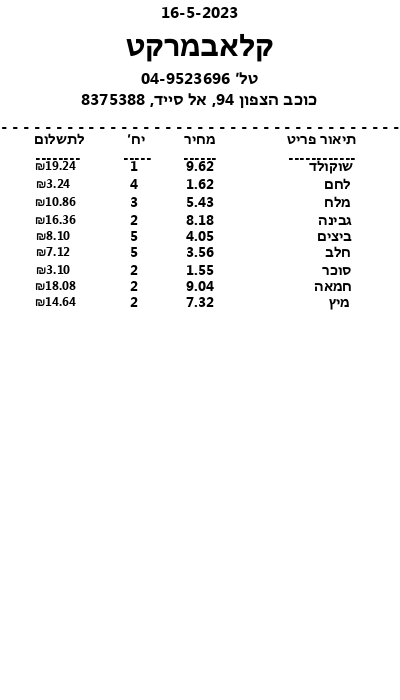 16-5-2023
קלאבמרקט
טל' 04-9523696
כוכב הצפון 94, אל סייד, 8375388
תיאור פריט מחיר יח' לתשלום
שוקולד 9.62 1 ₪19.24
לחם 1.62 4 ₪3.24
מלח 5.43 3 ₪10.86
גבינה 8.18 2 ₪16.36
ביצים 4.05 5 ₪8.10
חלב 3.56 5 ₪7.12
סוכר 1.55 2 ₪3.10
חמאה 9.04 2 ₪18.08
מיץ 7.32 2 ₪14.64